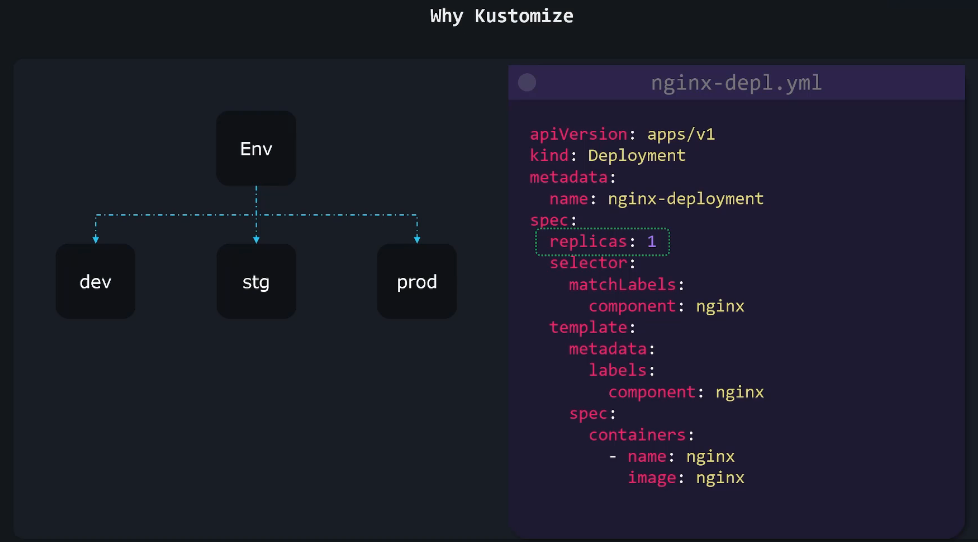 Why Kustomize
Env
dev
stg
prod
nginx-depl.yml
apiVersion: apps/v1
kind: Deployment
metadata:
  name: nginx-deployment
spec:
  replicas: 1
  selector:
    matchLabels:
      component: nginx
  template:
    metadata:
      labels:
        component: nginx
    spec:
      containers:
        - name: nginx
          image: nginx